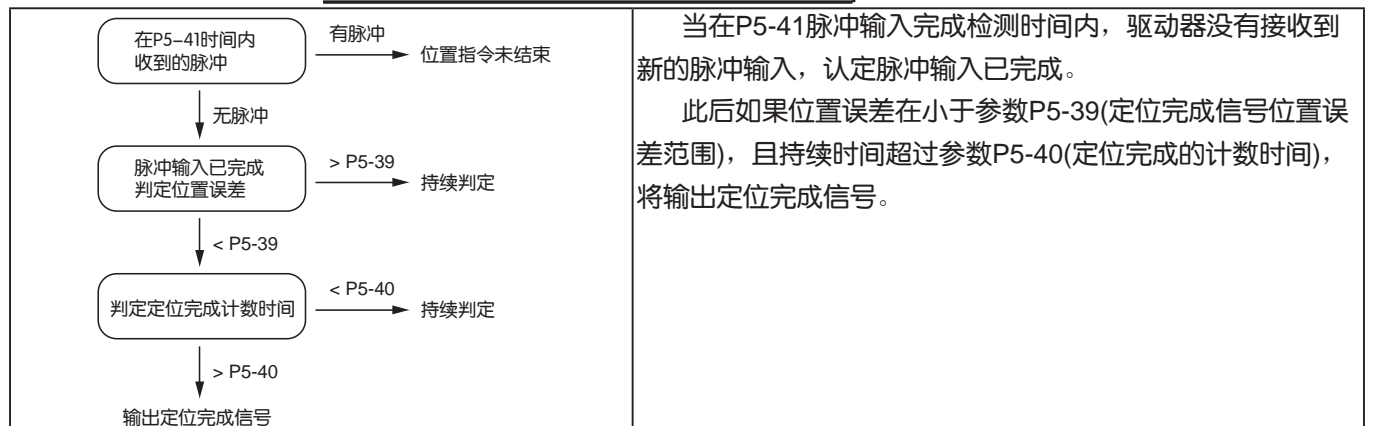 在P5–41时间内
收到的脉冲
有脉冲
位置指令未结束
无脉冲
脉冲输入已完成
判定位置误差
> P5-39
持续判定
< P5-39
判定定位完成计数时间
< P5-40
持续判定
> P5-40
输出定位完成信号
当在P5-41脉冲输入完成检测时间内，驱动器没有接收到
新的脉冲输入，认定脉冲输入已完成。
此后如果位置误差在小于参数P5-39(定位完成信号位置误
差范围)，且持续时间超过参数P5-40(定位完成的计数时间)，
将输出定位完成信号。